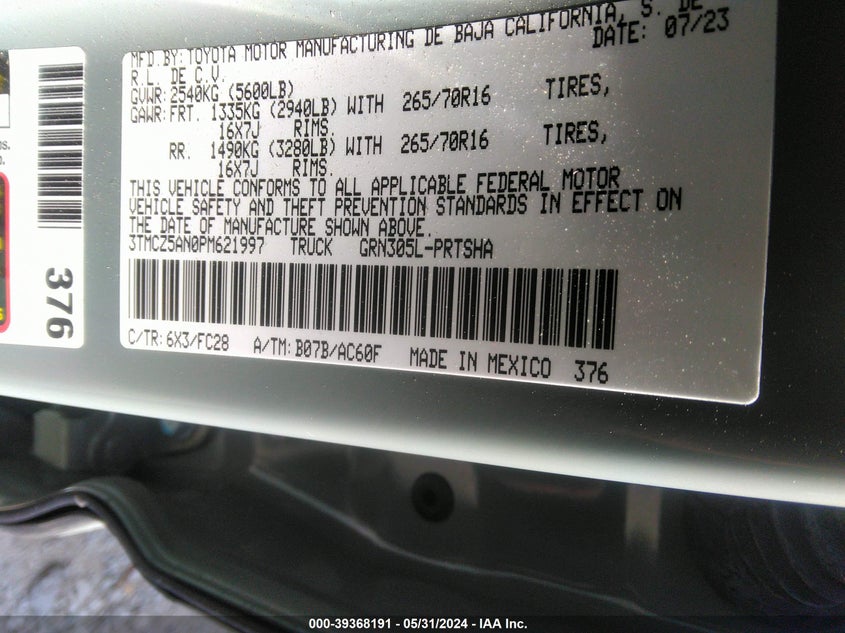 MFD. BY: TOYOTA MOTOR MANUFACTURING DE BAJA CALIFORNIA, S. DE
R.L. DE C.V. DATE: 07/23
GVWR: 2540KG (5600LB)
GAWR: FRT. 1335KG (2940LB) WITH 265/70R16 TIRES,
16X7J RIMS.
RR. 1490KG (3280LB) WITH 265/70R16 TIRES,
16X7J RIMS.
THIS VEHICLE CONFORMS TO ALL APPLICABLE FEDERAL MOTOR
VEHICLE SAFETY AND THEFT PREVENTION STANDARDS IN EFFECT ON
THE DATE OF MANUFACTURE SHOWN ABOVE.
3TMCZ5AN0PM621997 TRUCK GRN305L-PRTSHA
C/TR: 6X3/FC28 A/TM: B07B/AC60F MADE IN MEXICO 376
376
000-39368191 - 05/31/2024 - IAA Inc.